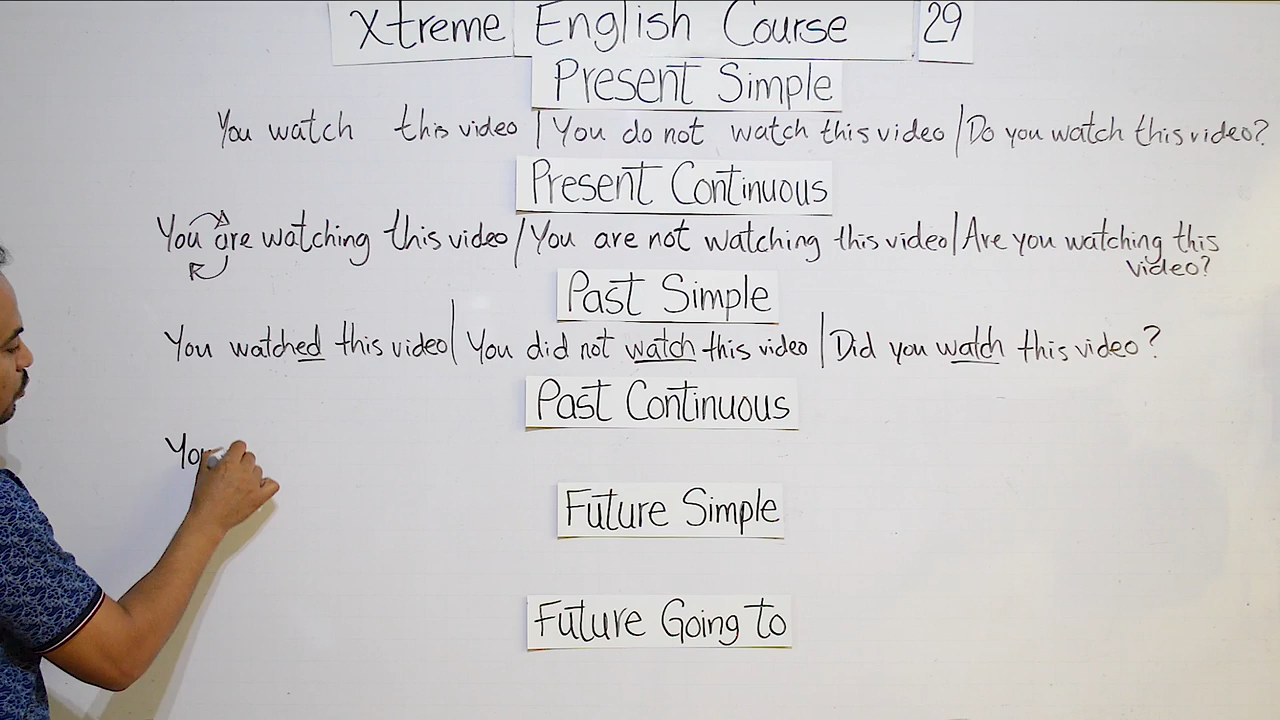 Xtreme English Course 29
Present Simple
You watch this video / You do not watch this video / Do you watch this video?
Present Continuous
You are watching this video / You are not watching this video / Are you watching this
video?
Past Simple
You watched this video | You did not watch this video | Did you watch this video?
Past Continuous
Future Simple
Future Going to